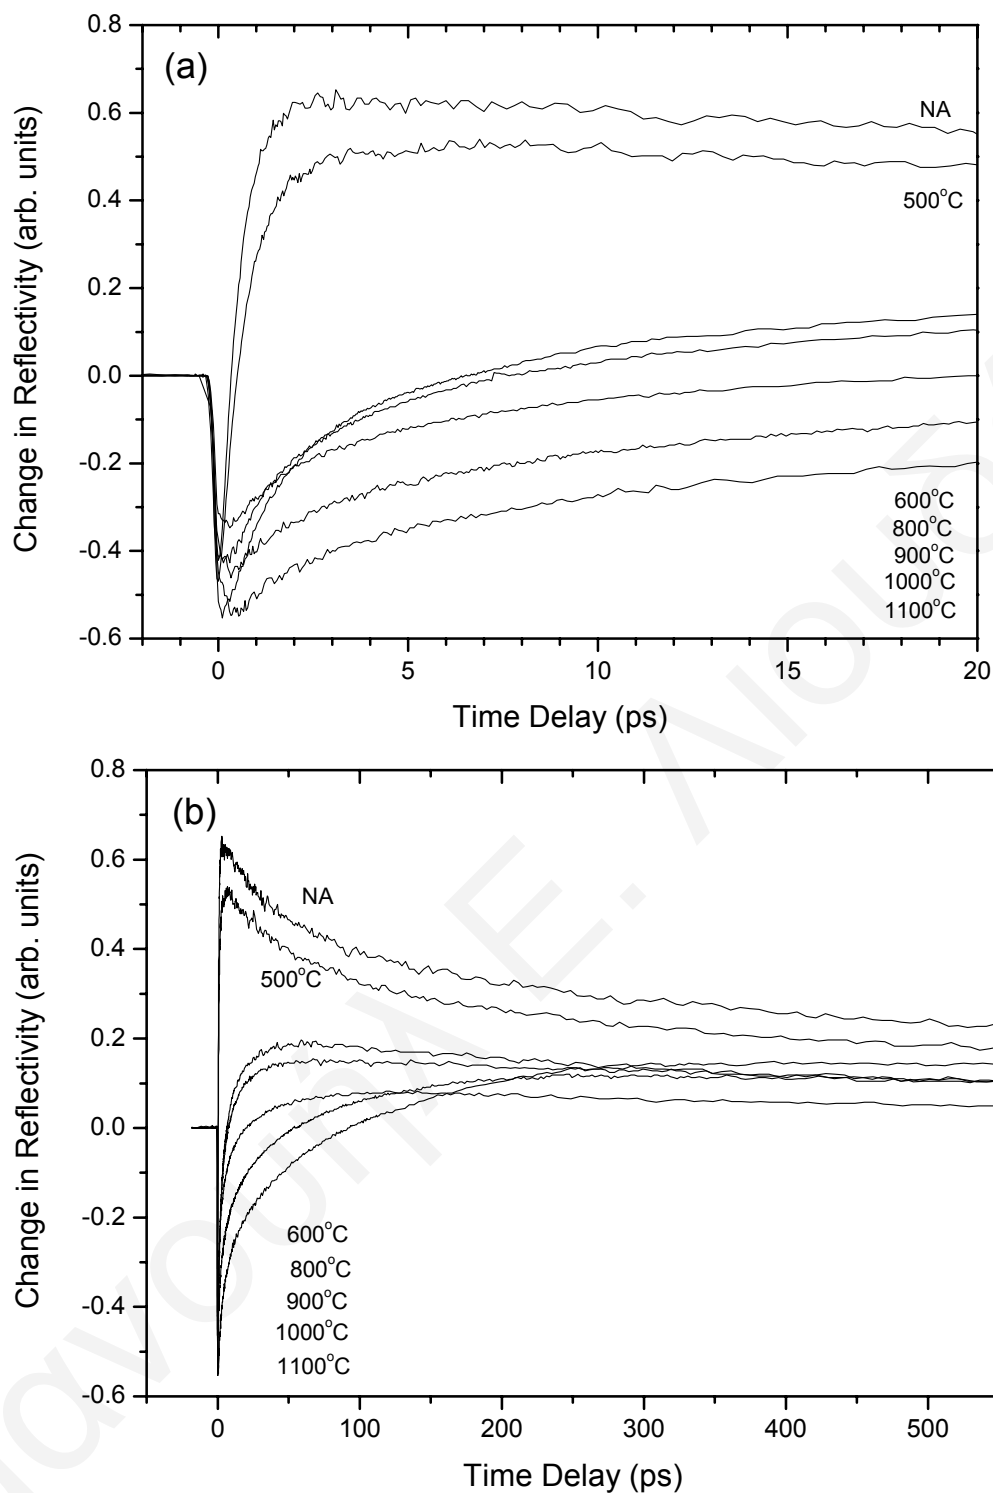 0.8
(a)
0.6
NA
0.4
500°C
0.2
0.0
-0.2
600°C
800°C
-0.4
900°C
1000°C
1100°C
-0.6
0 5 10 15 20
Change in Reflectivity (arb. units)
Time Delay (ps)
0.8
(b)
0.6
NA
0.4
500°C
0.2
0.0
-0.2
600°C
800°C
900°C
-0.4
1000°C
1100°C
-0.6
0 100 200 300 400 500
Change in Reflectivity (arb. units)
Time Delay (ps)